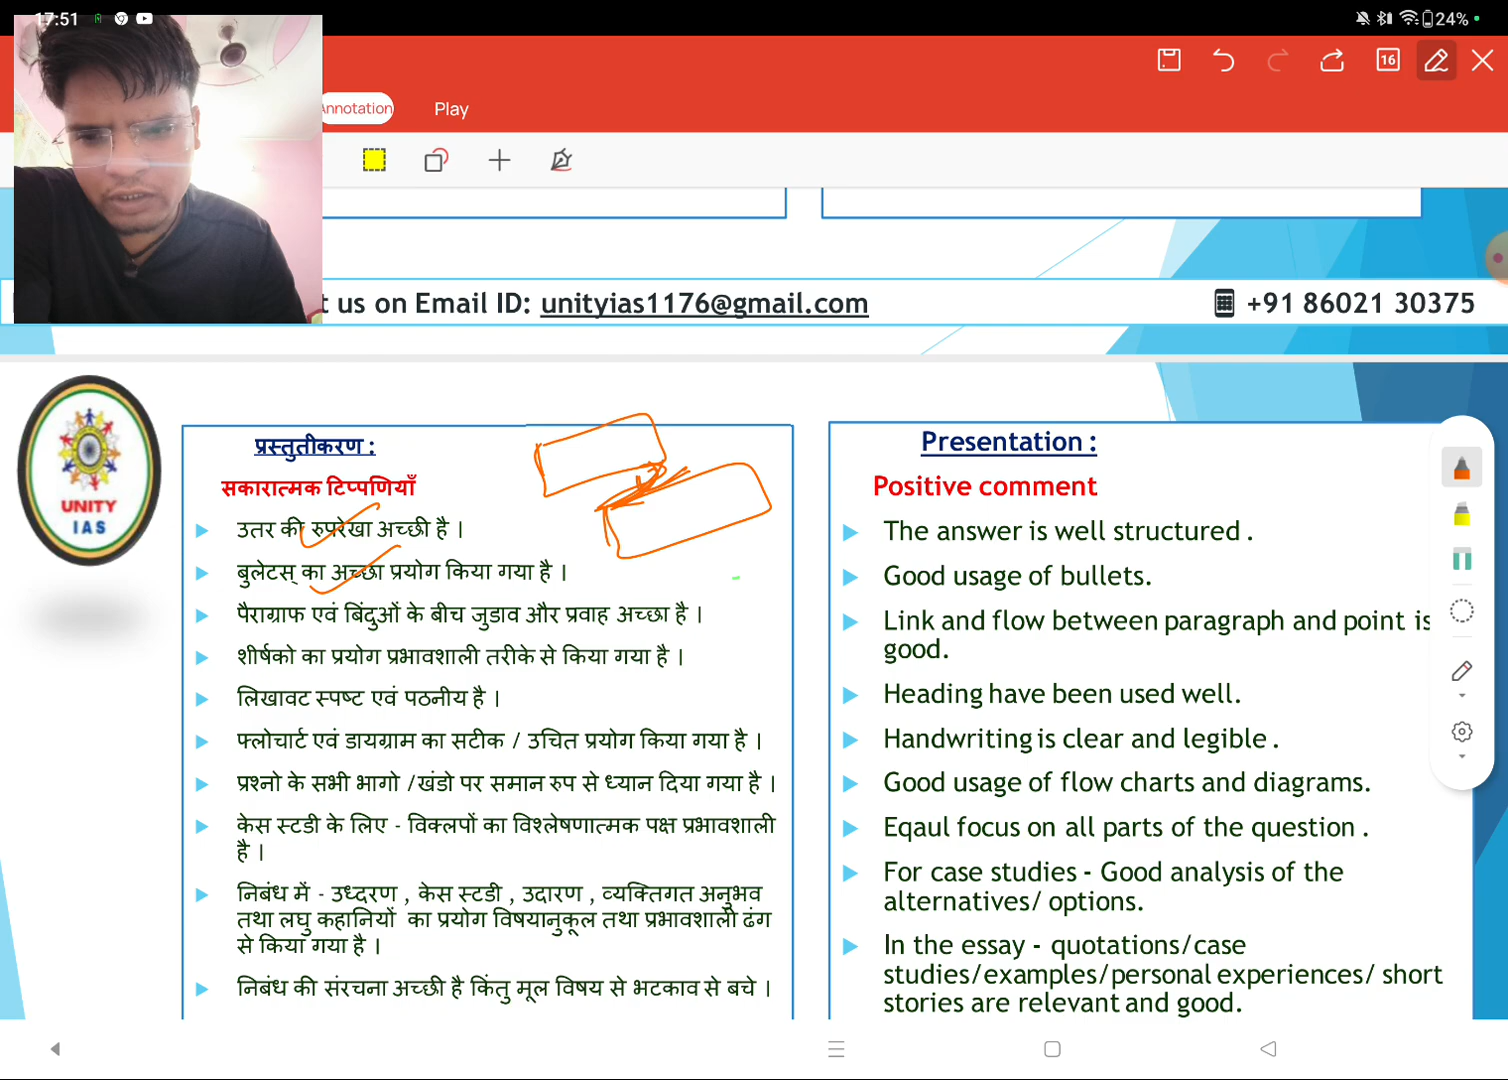 17:51
24%
16
Annotation
Play
t us on Email ID: unityias1176@gmail.com
+91 86021 30375
UNITY
IAS
प्रस्तुतीकरण :
सकारात्मक टिप्पणियाँ
उतर की रुपरेखा अच्छी है ।
बुलेटस् का अच्छा प्रयोग किया गया है ।
पैराग्राफ एवं बिंदुओं के बीच जुडाव और प्रवाह अच्छा है ।
शीर्षको का प्रयोग प्रभावशाली तरीके से किया गया है ।
लिखावट स्पष्ट एवं पठनीय है ।
फ्लोचार्ट एवं डायग्राम का सटीक / उचित प्रयोग किया गया है ।
प्रश्नो के सभी भागो /खंडो पर समान रुप से ध्यान दिया गया है ।
केस स्टडी के लिए - विक्लपों का विश्लेषणात्मक पक्ष प्रभावशाली
है ।
निबंध में - उध्दरण , केस स्टडी , उदारण , व्यक्तिगत अनुभव
तथा लघु कहानियों का प्रयोग विषयानुकूल तथा प्रभावशाली ढंग
से किया गया है ।
निबंध की संरचना अच्छी है किंतु मूल विषय से भटकाव से बचे ।
Presentation :
Positive comment
The answer is well structured .
Good usage of bullets.
Link and flow between paragraph and point is
good.
Heading have been used well.
Handwriting is clear and legible .
Good usage of flow charts and diagrams.
Eqaul focus on all parts of the question .
For case studies - Good analysis of the
alternatives/ options.
In the essay - quotations/case
studies/examples/personal experiences/ short
stories are relevant and good.